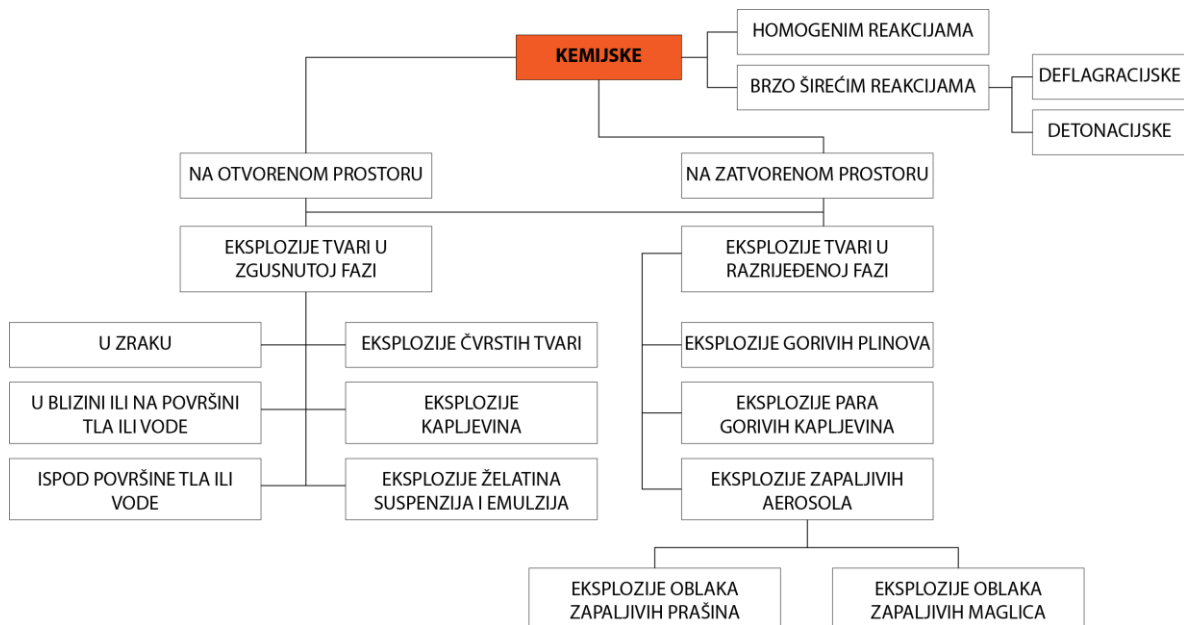 HOMOGENIM REAKCIJAMA
KEMIJSKE
BRZO ŠIREĆIM REAKCIJAMA
DEFLAGRACIJSKE
DETONACIJSKE
NA OTVORENOM PROSTORU
NA ZATVORENOM PROSTORU
EKSPLOZIJE TVARI U
ZGUSNUTOJ FAZI
EKSPLOZIJE TVARI U
RAZRIJEĐENOJ FAZI
U ZRAKU
EKSPLOZIJE ČVRSTIH TVARI
EKSPLOZIJE GORIVIH PLINOVA
U BLIZINI ILI NA POVRŠINI
TLA ILI VODE
EKSPLOZIJE
KAPLJEVINA
EKSPLOZIJE PARA
GORIVIH KAPLJEVINA
ISPOD POVRŠINE TLA ILI
VODE
EKSPLOZIJE ŽELATINA
SUSPENZIJA I EMULZIJA
EKSPLOZIJE ZAPALJIVIH
AEROSOLA
EKSPLOZIJE OBLAKA
ZAPALJIVIH PRAŠINA
EKSPLOZIJE OBLAKA
ZAPALJIVIH MAGLICA